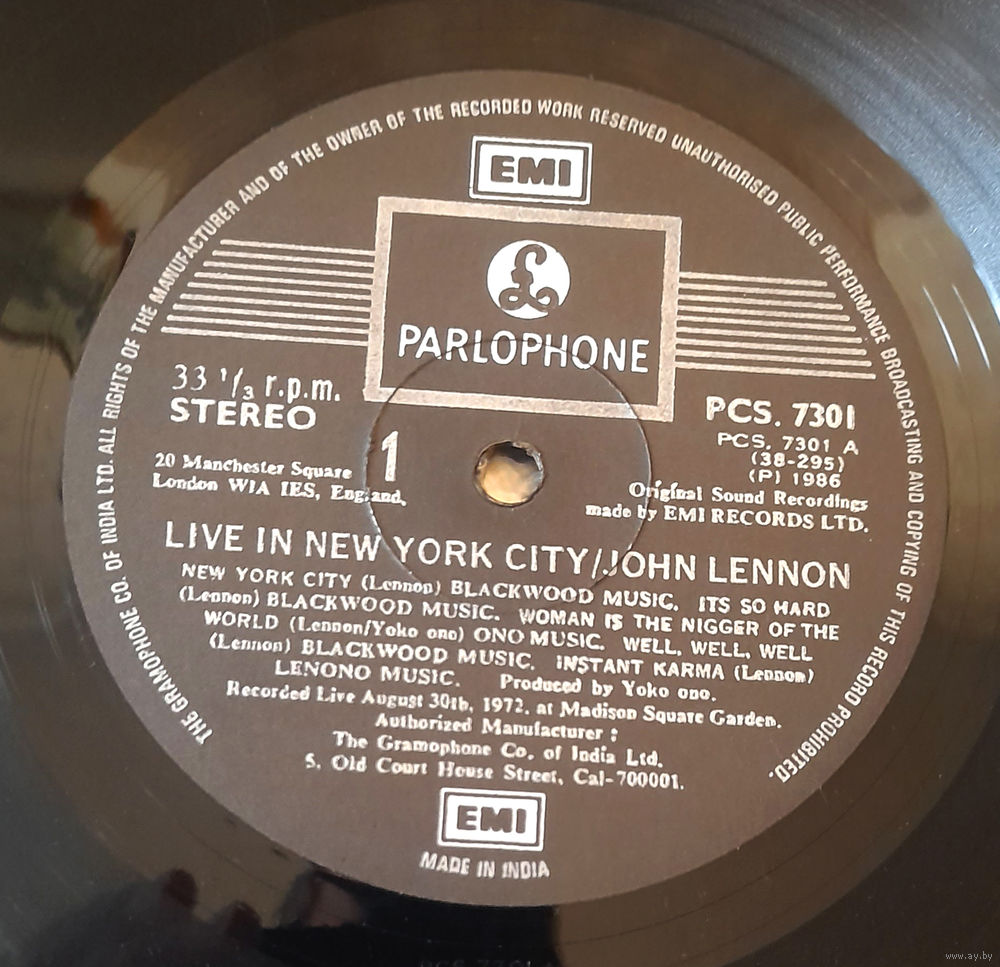 THE GRAMOPHONE CO. OF INDIA LTD. ALL RIGHTS OF THE MANUFACTURER AND OF THE OWNER OF THE RECORDED WORK RESERVED UNAUTHORISED PUBLIC PERFORMANCE BROADCASTING AND COPYING OF THIS RECORD PROHIBITED.
EMI
PARLOPHONE
33 1/3 r.p.m.
STEREO
PCS. 7301
PCS. 7301 A
(38-295)
(P) 1986
1
20 Manchester Square
London W1A 1ES, England,
Original Sound Recordings
made by EMI RECORDS LTD.
LIVE IN NEW YORK CITY/JOHN LENNON
NEW YORK CITY (Lennon) BLACKWOOD MUSIC. ITS SO HARD
(Lennon) BLACKWOOD MUSIC. WOMAN IS THE NIGGER OF THE
WORLD (Lennon/Yoko ono) ONO MUSIC. WELL, WELL, WELL
(Lennon) BLACKWOOD MUSIC. INSTANT KARMA (Lennon)
LENONO MUSIC. Produced by Yoko ono.
Recorded Live August 30th, 1972. at Madison Square Garden.
Authorized Manufacturer :
The Gramophone Co. of India Ltd.
5, Old Court House Street, Cal-700001.
EMI
MADE IN INDIA
PCS 7301
www.ay.by